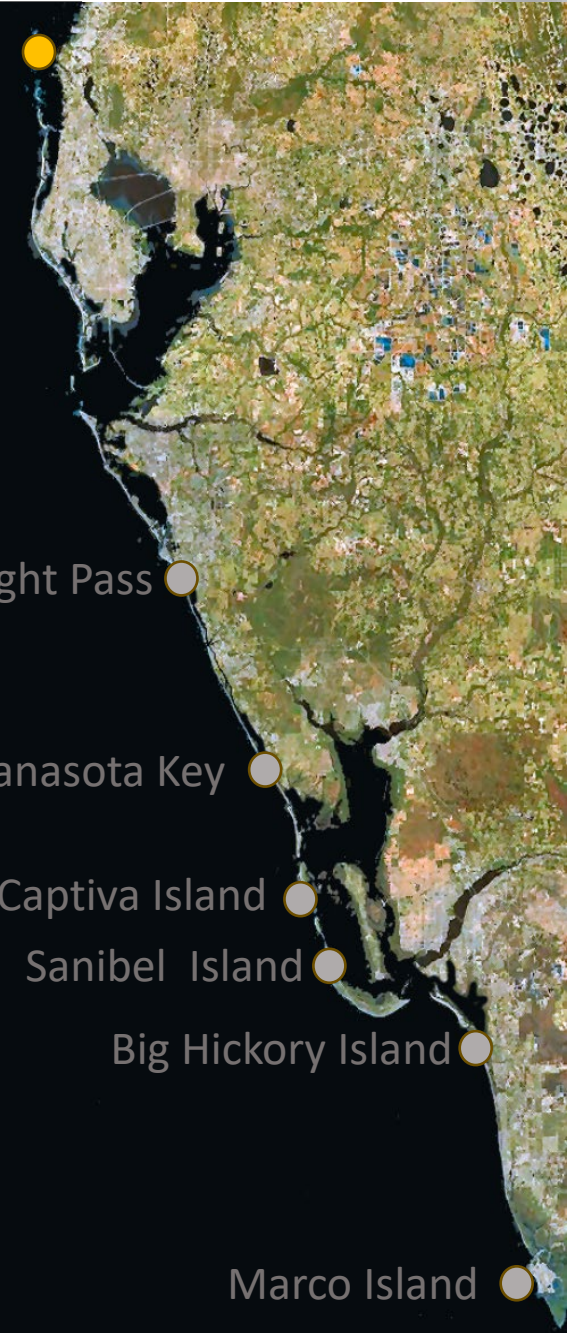 ght Pass
anasota Key
Captiva Island
Sanibel Island
Big Hickory Island
Marco Island